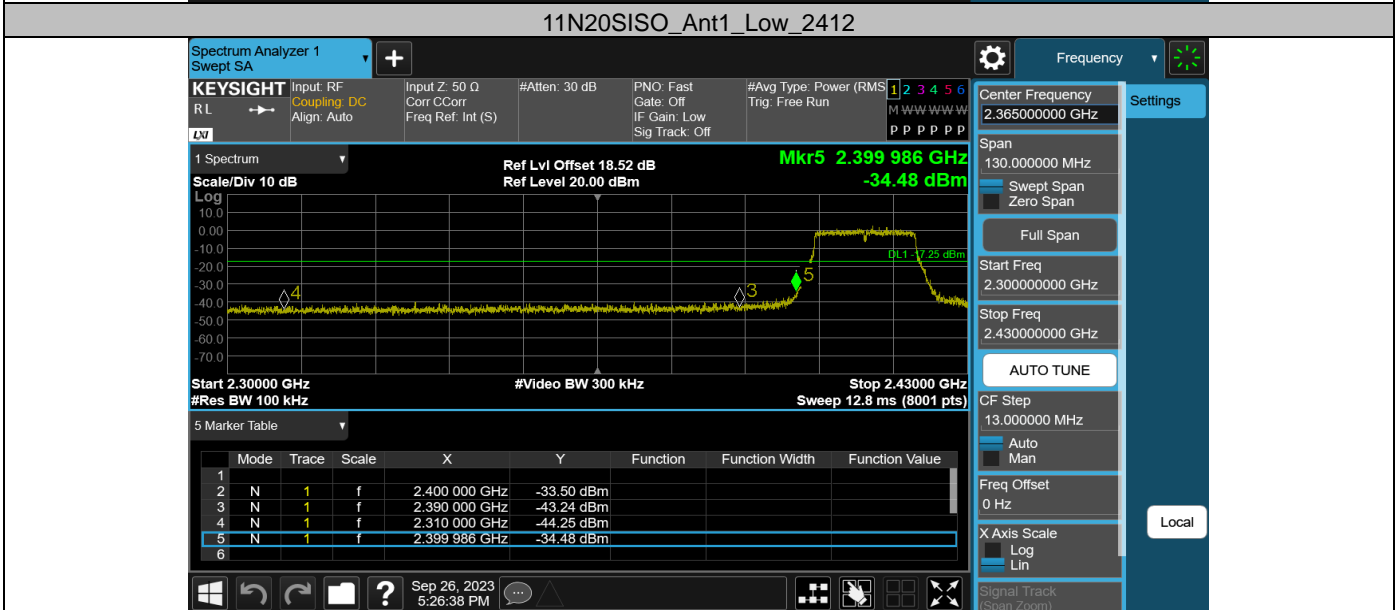 11N20SISO_Ant1_Low_2412
Spectrum Analyzer 1
Swept SA
+
Frequency
KEYSIGHT
RL
LXI
Input: RF
Coupling: DC
Align: Auto
Input Z: 50 Ω
Corr CCorr
Freq Ref: Int (S)
#Atten: 30 dB
PNO: Fast
Gate: Off
IF Gain: Low
Sig Track: Off
#Avg Type: Power (RMS
Trig: Free Run
1 2 3 4 5 6
M W W W W W
P P P P P P
1 Spectrum
Scale/Div 10 dB
Ref Lvl Offset 18.52 dB
Ref Level 20.00 dBm
Mkr5 2.399 986 GHz
-34.48 dBm
Log
10.0
0.00
-10.0
-20.0
-30.0
-40.0
-50.0
-60.0
-70.0
DL1 -17.25 dBm
4
3
5
Start 2.30000 GHz
#Video BW 300 kHz
Stop 2.43000 GHz
#Res BW 100 kHz
Sweep 12.8 ms (8001 pts)
5 Marker Table
Mode Trace Scale X Y Function Function Width Function Value
1
2 N 1 f 2.400 000 GHz -33.50 dBm
3 N 1 f 2.390 000 GHz -43.24 dBm
4 N 1 f 2.310 000 GHz -44.25 dBm
5 N 1 f 2.399 986 GHz -34.48 dBm
6
Center Frequency
2.365000000 GHz
Span
130.000000 MHz
Swept Span
Zero Span
Full Span
Start Freq
2.300000000 GHz
Stop Freq
2.430000000 GHz
AUTO TUNE
CF Step
13.000000 MHz
Auto
Man
Freq Offset
0 Hz
X Axis Scale
Log
Lin
Signal Track
(Span Zoom)
Settings
Local
?
Sep 26, 2023
5:26:38 PM